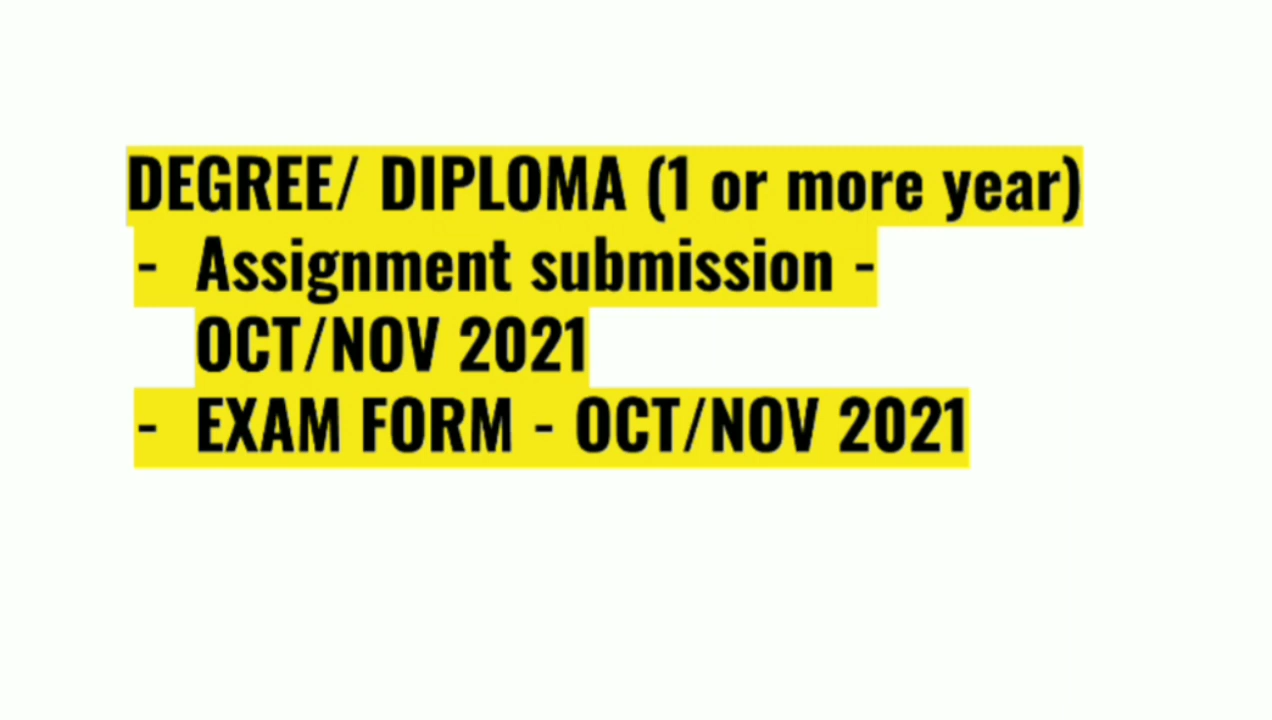 DEGREE/ DIPLOMA (1 or more year)
- Assignment submission -
OCT/NOV 2021
- EXAM FORM - OCT/NOV 2021